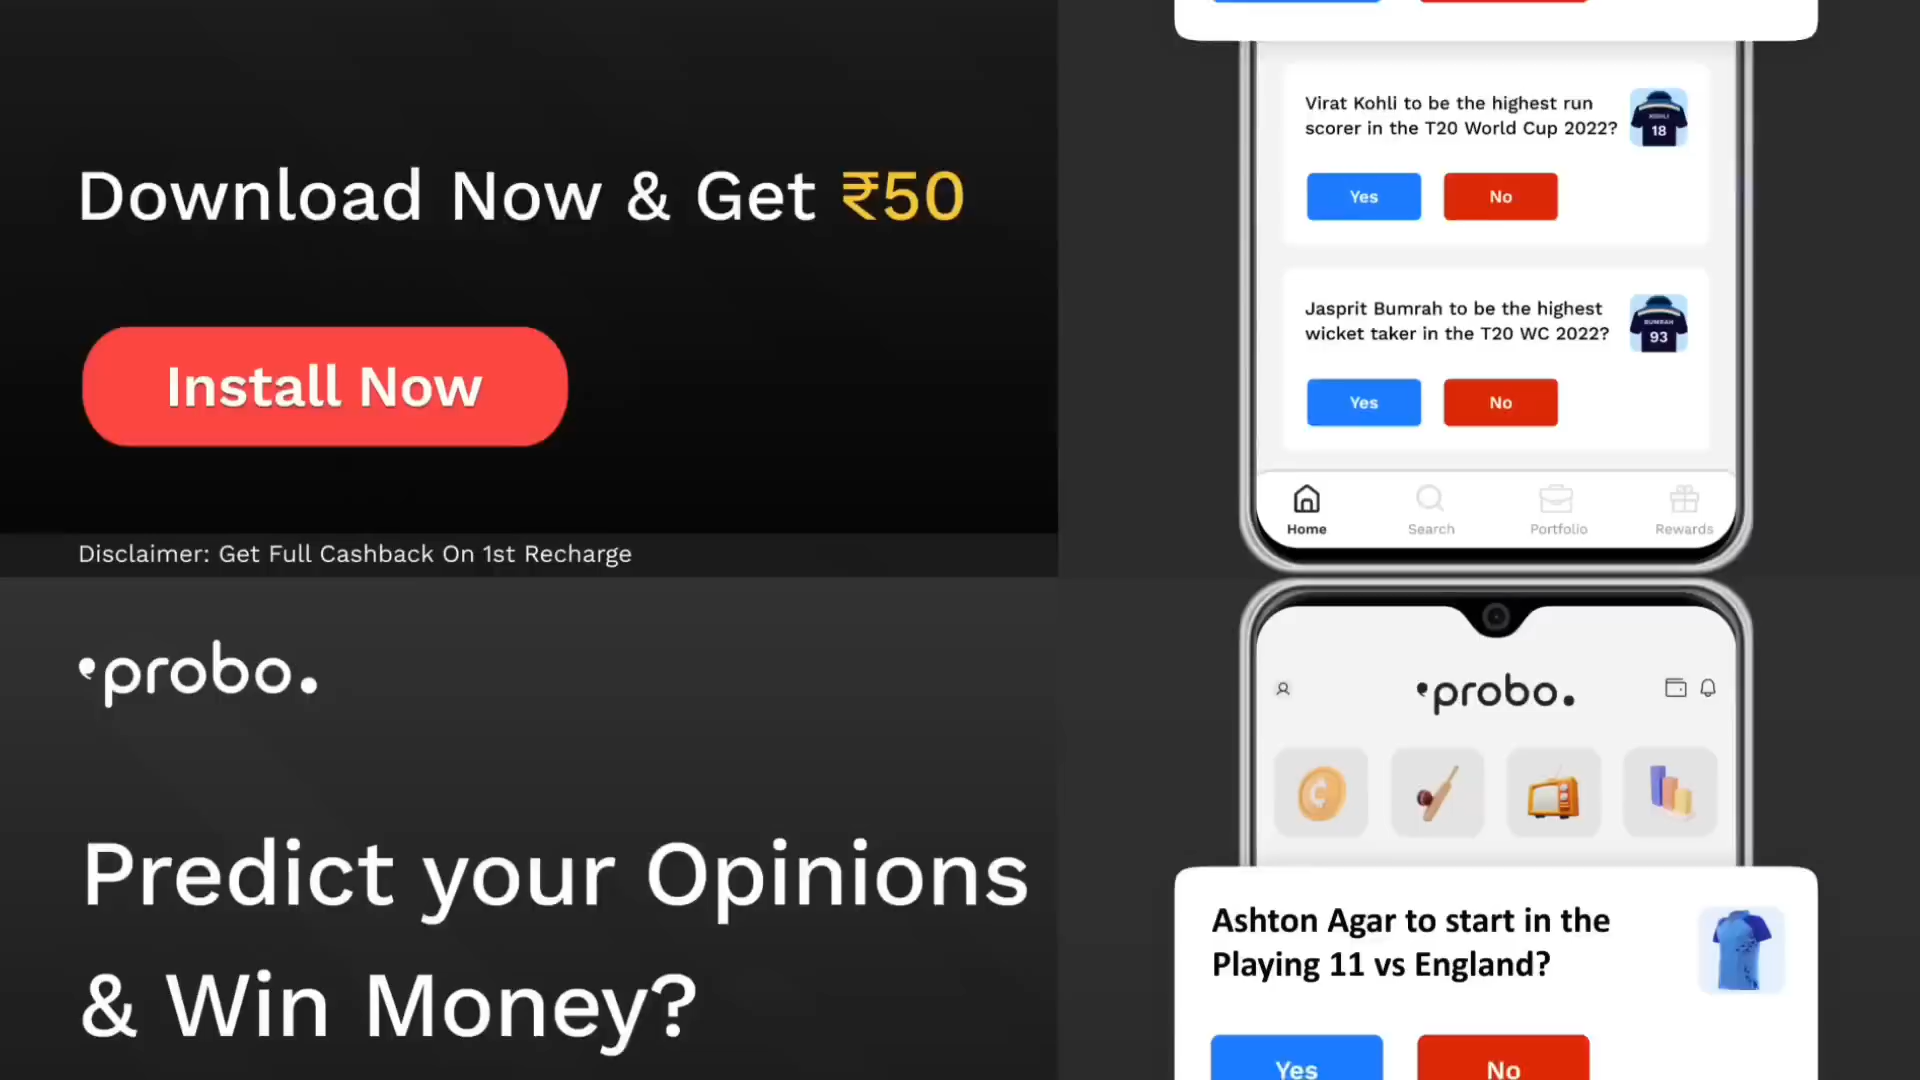 Download Now & Get ₹50
Install Now
Disclaimer: Get Full Cashback On 1st Recharge
Virat Kohli to be the highest run
scorer in the T20 World Cup 2022?
KOHLI
18
Yes No
Jasprit Bumrah to be the highest
wicket taker in the T20 WC 2022?
BUMRAH
93
Yes No
Home Search Portfolio Rewards
probo.
Predict your Opinions
& Win Money?
probo.
Ashton Agar to start in the
Playing 11 vs England?
Yes No